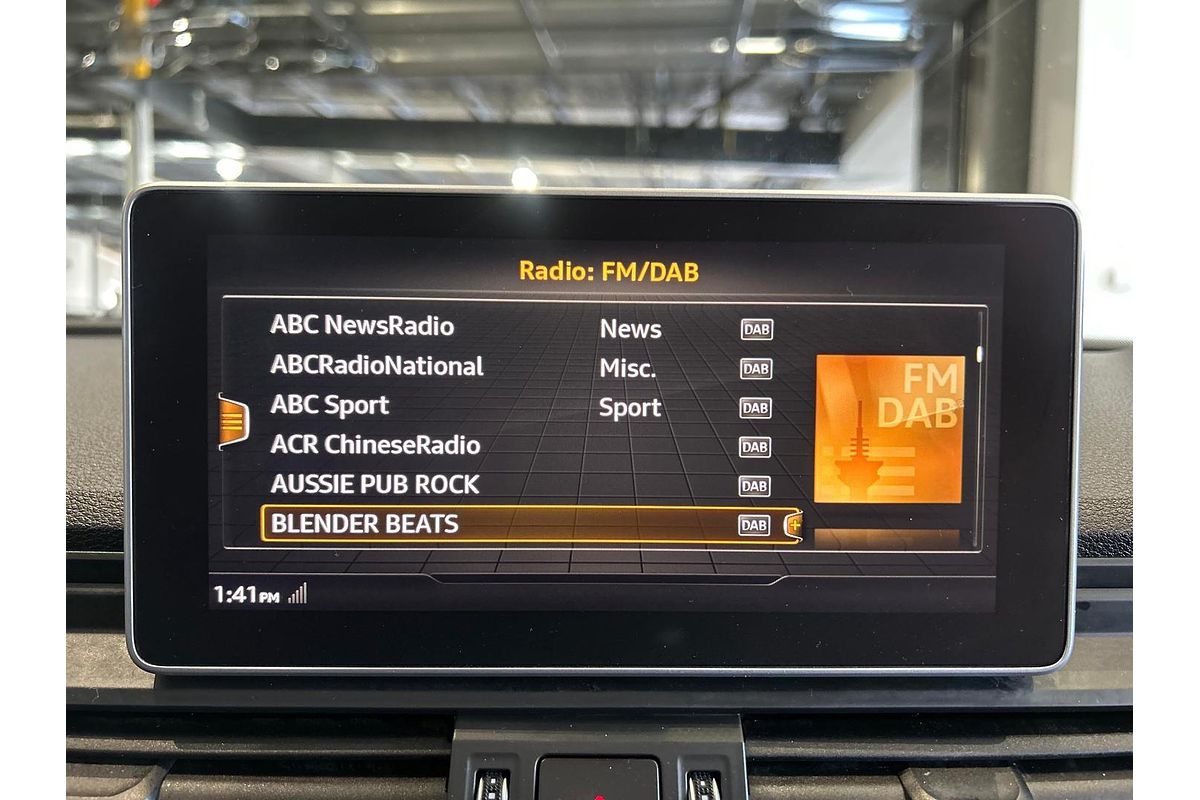 Radio: FM/DAB
ABC NewsRadio News DAB
ABCRadioNational Misc. DAB
ABC Sport Sport DAB
ACR ChineseRadio DAB
AUSSIE PUB ROCK DAB
BLENDER BEATS DAB
FM
DAB
1:41PM